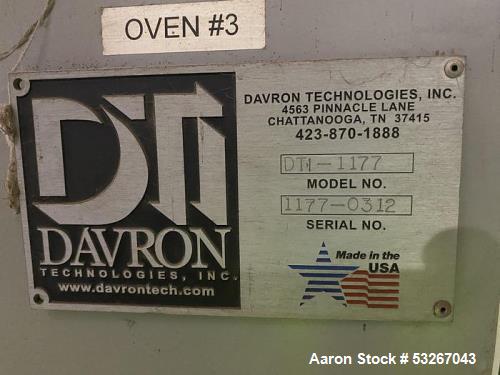 OVEN #3
DTI
DAVRON
TECHNOLOGIES, INC.
www.davrontech.com
DAVRON TECHNOLOGIES, INC.
4563 PINNACLE LANE
CHATTANOOGA, TN 37415
423-870-1888
DTI-1177
MODEL NO.
1177-0312
SERIAL NO.
Made in the
USA
Aaron Stock # 53267043